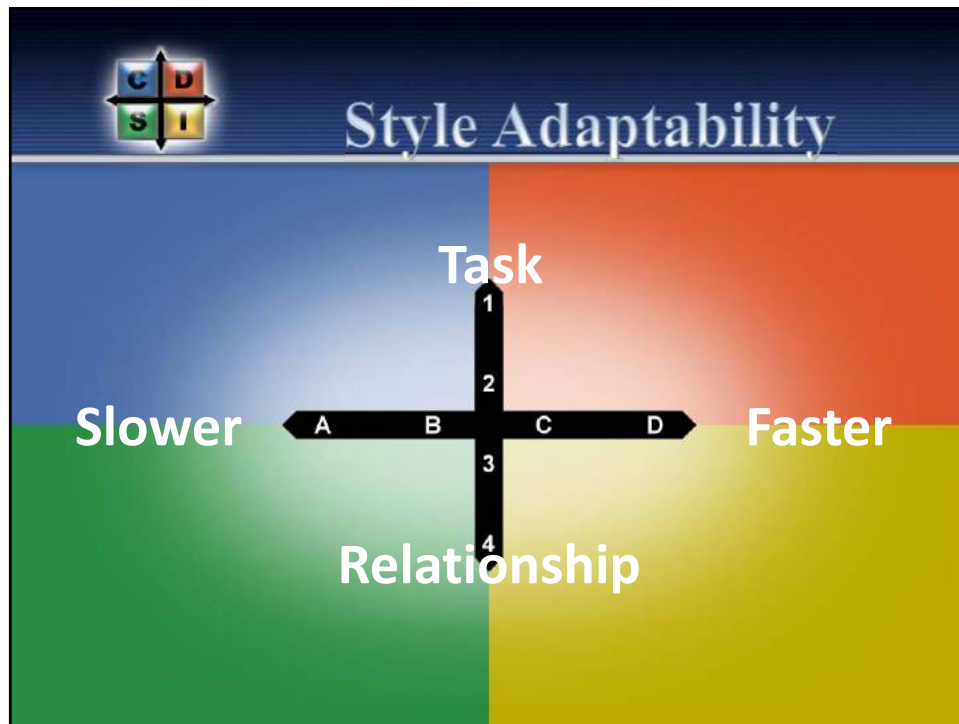 C D
S I
Style Adaptability
Task
1
2
Slower A B C D Faster
3
4
Relationship